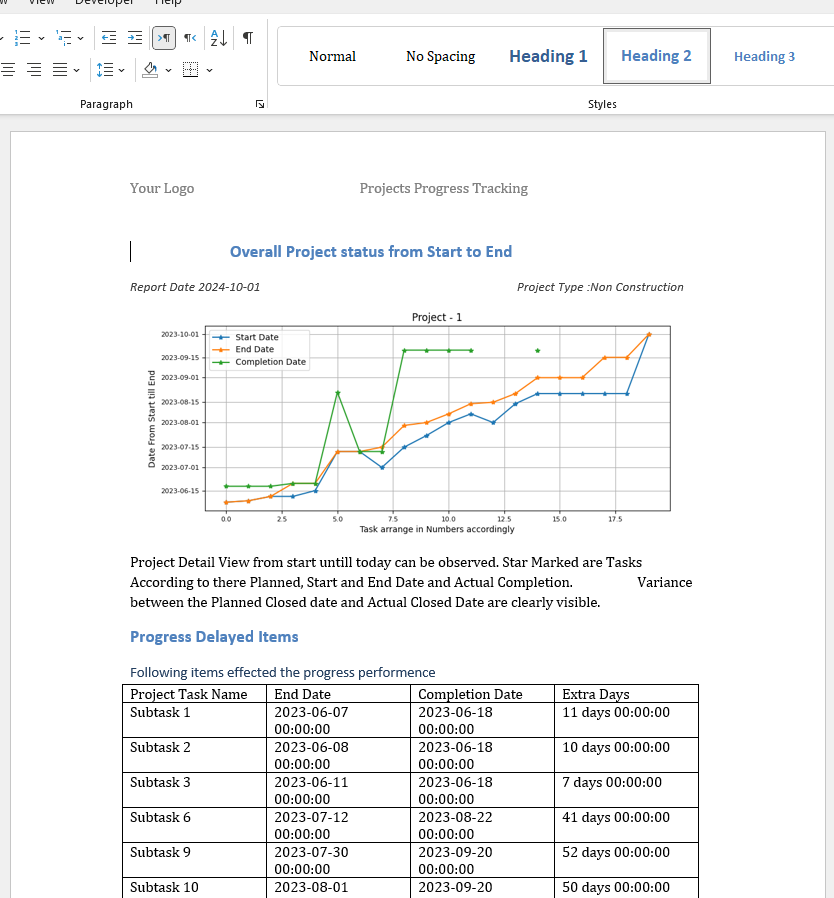 View Developer Help
Normal No Spacing Heading 1 Heading 2 Heading 3
Paragraph Styles
Your Logo Projects Progress Tracking
Overall Project status from Start to End
Report Date 2024-10-01 Project Type :Non Construction
Project - 1
Start Date
End Date
Completion Date
Date From Start till End
2023-10-01
2023-09-15
2023-09-01
2023-08-15
2023-08-01
2023-07-15
2023-07-01
2023-06-15
0.0 2.5 5.0 7.5 10.0 12.5 15.0 17.5
Task arrange in Numbers accordingly
Project Detail View from start untill today can be observed. Star Marked are Tasks
According to there Planned, Start and End Date and Actual Completion. Variance
between the Planned Closed date and Actual Closed Date are clearly visible.
Progress Delayed Items
Following items effected the progress performence
Project Task Name End Date Completion Date Extra Days
Subtask 1 2023-06-07 2023-06-18 11 days 00:00:00
00:00:00 00:00:00
Subtask 2 2023-06-08 2023-06-18 10 days 00:00:00
00:00:00 00:00:00
Subtask 3 2023-06-11 2023-06-18 7 days 00:00:00
00:00:00 00:00:00
Subtask 6 2023-07-12 2023-08-22 41 days 00:00:00
00:00:00 00:00:00
Subtask 9 2023-07-30 2023-09-20 52 days 00:00:00
00:00:00 00:00:00
Subtask 10 2023-08-01 2023-09-20 50 days 00:00:00